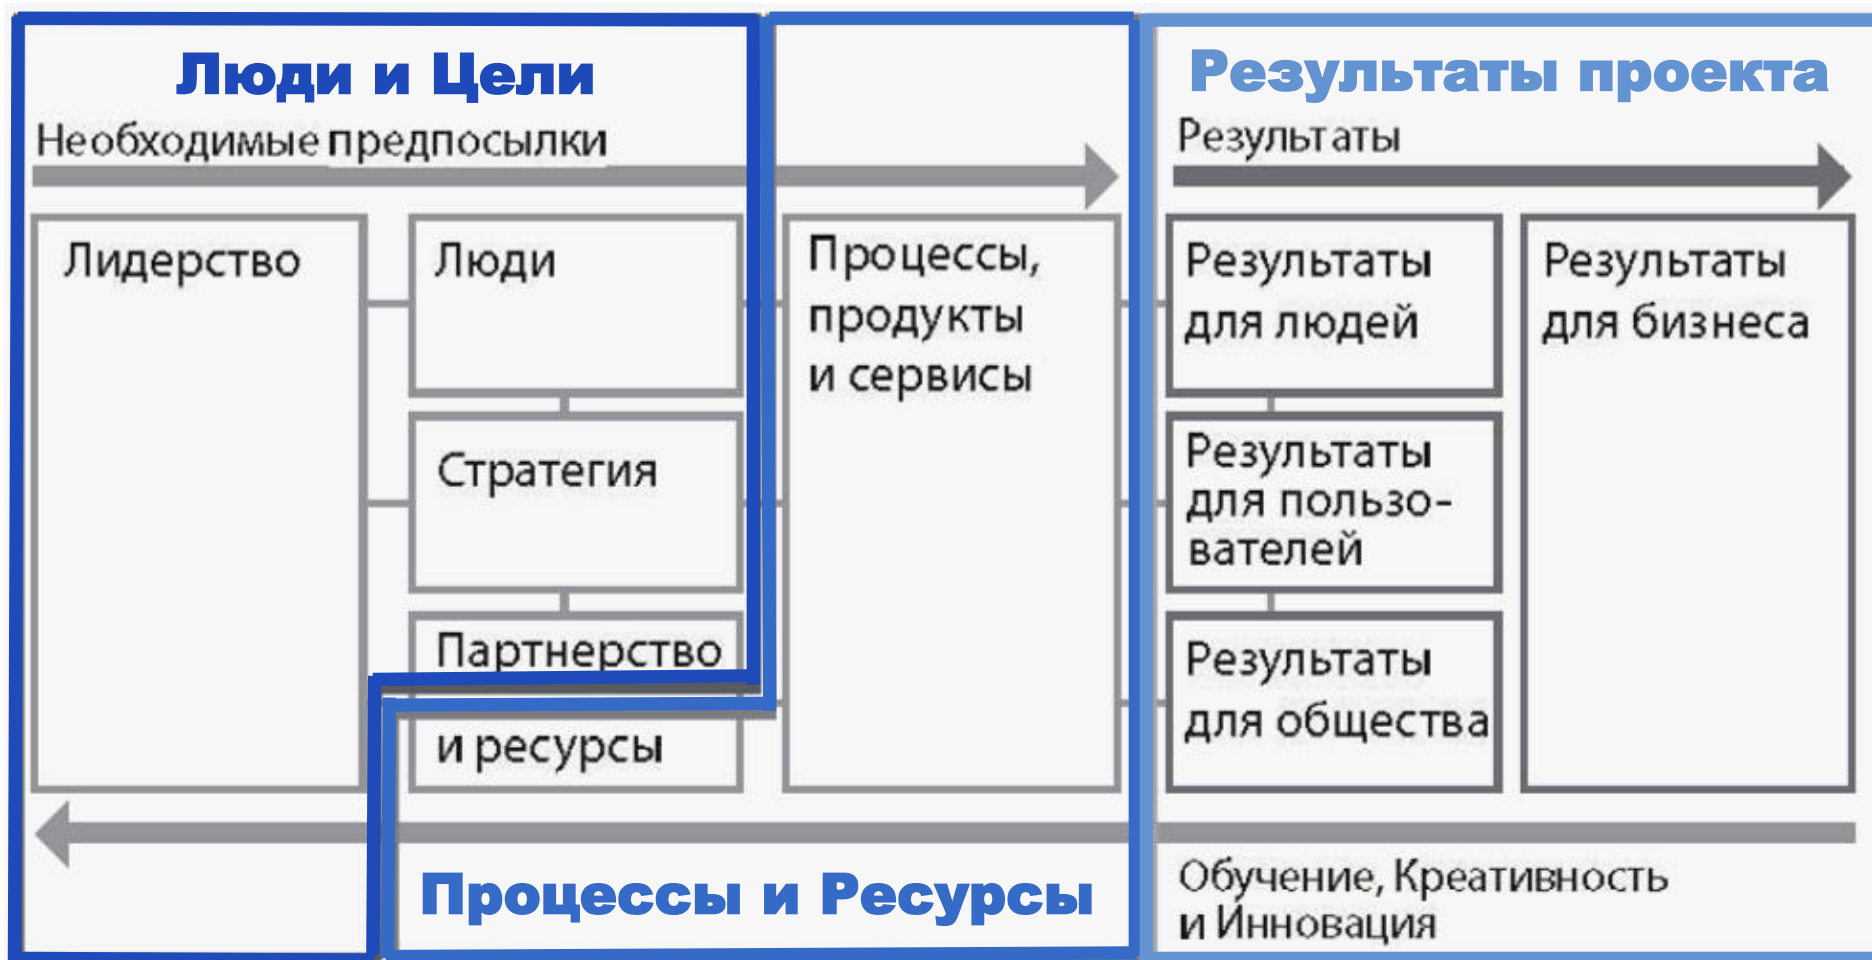 Люди и Цели
Необходимые предпосылки
Лидерство
Люди
Стратегия
Партнерство
и ресурсы
Процессы,
продукты
и сервисы
Процессы и Ресурсы
Результаты проекта
Результаты
Результаты
для людей
Результаты
для пользо-
вателей
Результаты
для общества
Результаты
для бизнеса
Обучение, Креативность
и Инновация